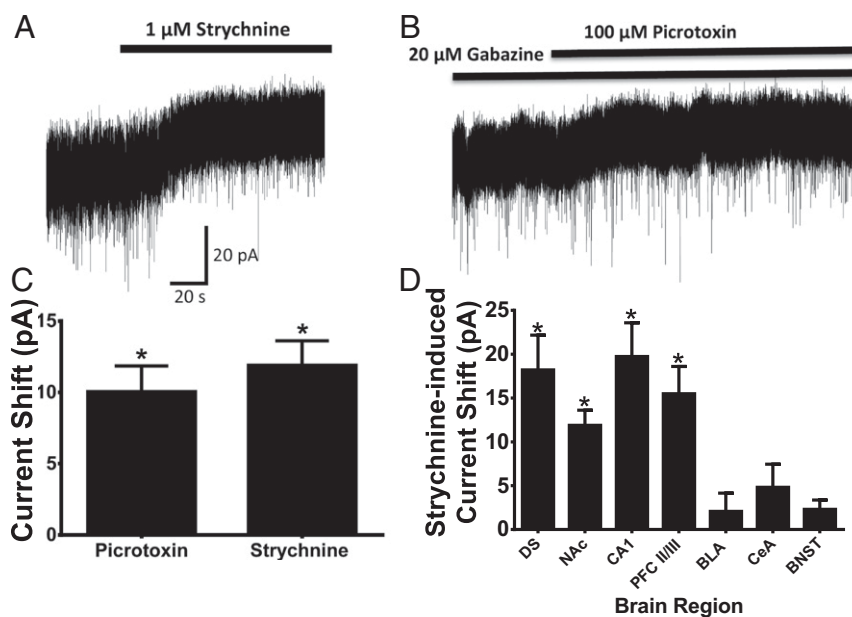 A
1 µM Strychnine
20 pA
20 s
B
100 µM Picrotoxin
20 µM Gabazine
C
Current Shift (pA)
15
10
5
0
*
*
Picrotoxin
Strychnine
D
Strychnine-induced
Current Shift (pA)
25
20
15
10
5
0
*
*
*
*
DS
NAc
CA1
PFC II/III
BLA
CeA
BNST
Brain Region